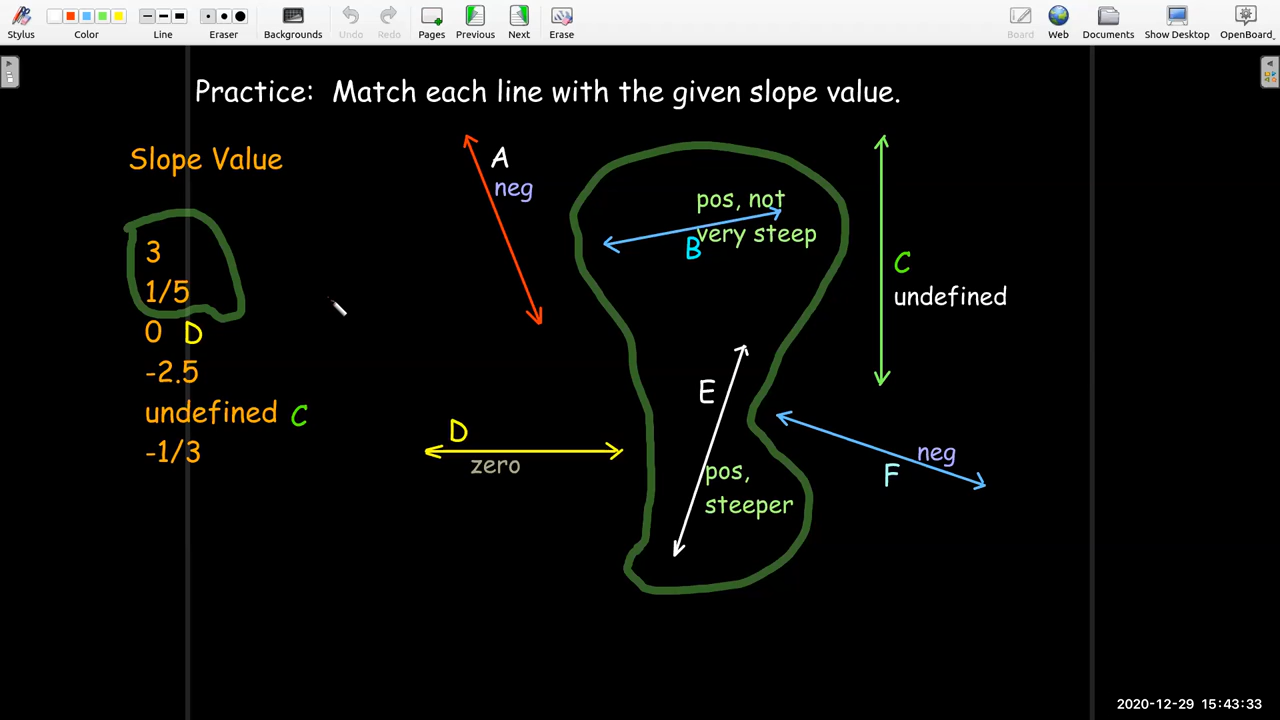 Stylus
Color
Line
Eraser
Backgrounds
Undo
Redo
Pages
Previous
Next
Erase
Board
Web
Documents
Show Desktop
OpenBoard
Practice: Match each line with the given slope value.
Slope Value
3
1/5
0 D
-2.5
undefined C
-1/3
A
neg
pos, not
very steep
B
C
undefined
E
pos,
steeper
D
zero
neg
F
2020-12-29 15:43:33